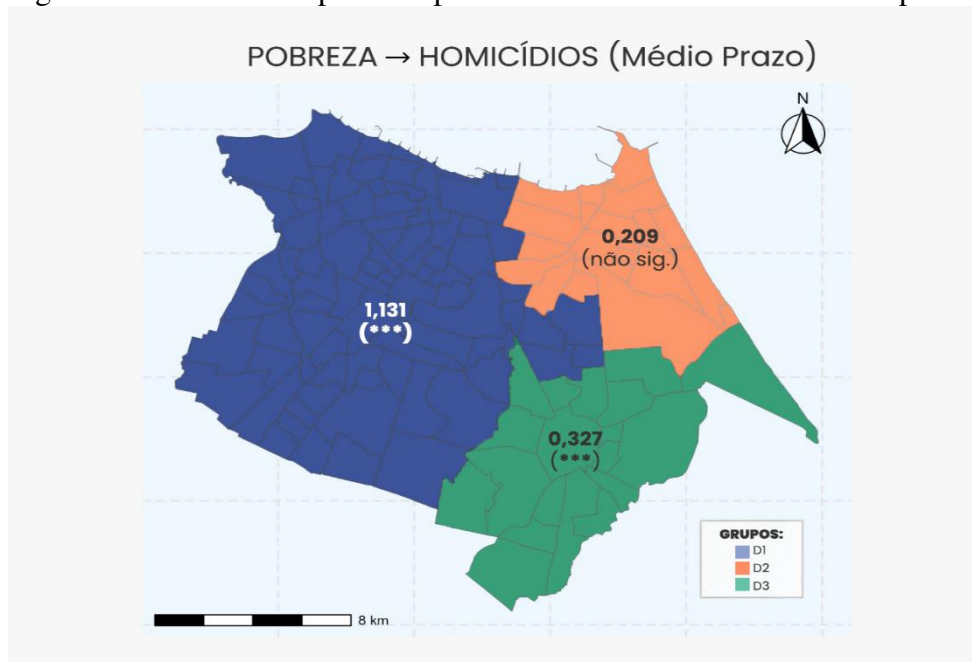 POBREZA → HOMICÍDIOS (Médio Prazo)
N
0,209
(não sig.)
1,131
(***)
0,327
(***)
GRUPOS:
D1
D2
D3
8 km